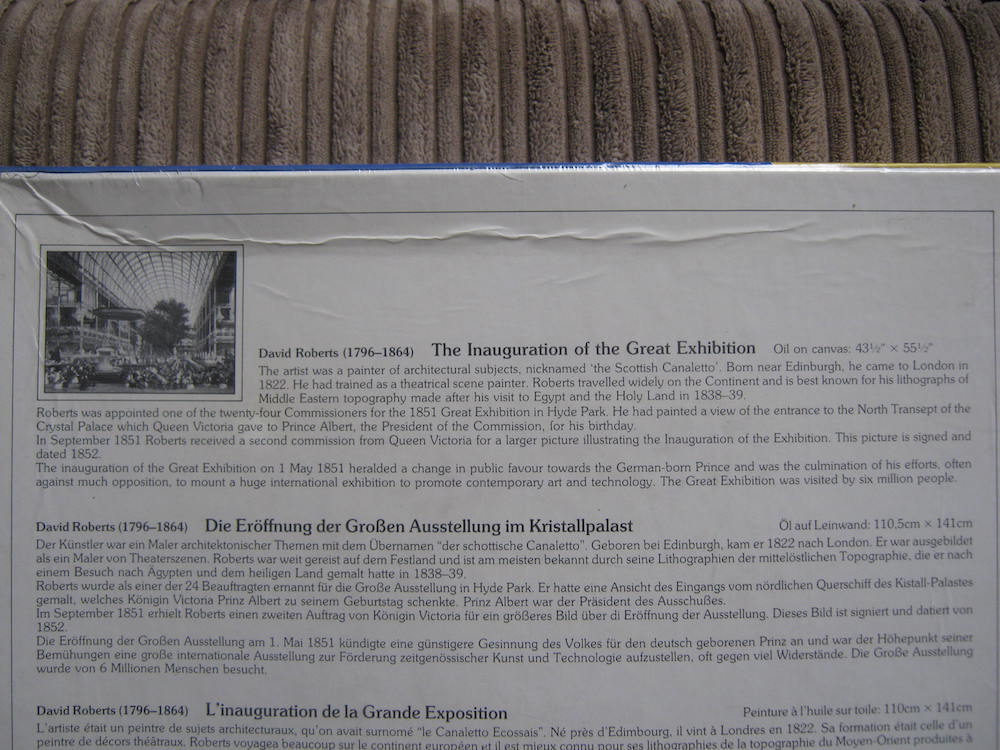 David Roberts (1796–1864) The Inauguration of the Great Exhibition Oil on canvas: 43½" × 55½"
The artist was a painter of architectural subjects, nicknamed 'the Scottish Canaletto'. Born near Edinburgh, he came to London in
1822. He had trained as a theatrical scene painter. Roberts travelled widely on the Continent and is best known for his lithographs of
Middle Eastern topography made after his visit to Egypt and the Holy Land in 1838–39.
Roberts was appointed one of the twenty-four Commissioners for the 1851 Great Exhibition in Hyde Park. He had painted a view of the entrance to the North Transept of the
Crystal Palace which Queen Victoria gave to Prince Albert, the President of the Commission, for his birthday.
In September 1851 Roberts received a second commission from Queen Victoria for a larger picture illustrating the Inauguration of the Exhibition. This picture is signed and
dated 1852.
The inauguration of the Great Exhibition on 1 May 1851 heralded a change in public favour towards the German-born Prince and was the culmination of his efforts, often
against much opposition, to mount a huge international exhibition to promote contemporary art and technology. The Great Exhibition was visited by six million people.
David Roberts (1796–1864) Die Eröffnung der Großen Ausstellung im Kristallpalast Öl auf Leinwand: 110,5cm × 141cm
Der Künstler war ein Maler architektonischer Themen mit dem Übernamen "der schottische Canaletto". Geboren bei Edinburgh, kam er 1822 nach London. Er war ausgebildet
als ein Maler von Theaterszenen. Roberts war weit gereist auf dem Festland und ist am meisten bekannt durch seine Lithographien der mittelöstlichen Topographie, die er nach
einem Besuch nach Ägypten und dem heiligen Land gemalt hatte in 1838–39.
Roberts wurde als einer der 24 Beauftragten ernannt für die Große Ausstellung in Hyde Park. Er hatte eine Ansicht des Eingangs vom nördlichen Querschiff des Kistall-Palastes
gemalt, welches Königin Victoria Prinz Albert zu seinem Geburtstag schenkte. Prinz Albert war der Präsident des Ausschußes.
Im September 1851 erhielt Roberts einen zweiten Auftrag von Königin Victoria für ein größeres Bild über di Eröffnung der Ausstellung. Dieses Bild ist signiert und datiert von
1852.
Die Eröffnung der Großen Ausstellung am 1. Mai 1851 kündigte eine günstigere Gesinnung des Volkes für den deutsch geborenen Prinz an und war der Höhepunkt seiner
Bemühungen eine große internationale Ausstellung zur Förderung zeitgenössischer Kunst und Technologie aufzustellen, oft gegen viel Widerstände. Die Große Ausstellung
wurde von 6 Millionen Menschen besucht.
David Roberts (1796–1864) L'inauguration de la Grande Exposition Peinture à l'huile sur toile: 110cm × 141cm
L'artiste était un peintre de sujets architecturaux, qu'on avait surnomé "le Canaletto Ecossais". Né près d'Edimbourg, il vint à Londres en 1822. Sa formation était celle d'un
peintre de décors théâtraux. Roberts voyagea beaucoup sur le continent européen et il est mieux connu pour ses lithographies de la topographie du Moyen-Orient produites à